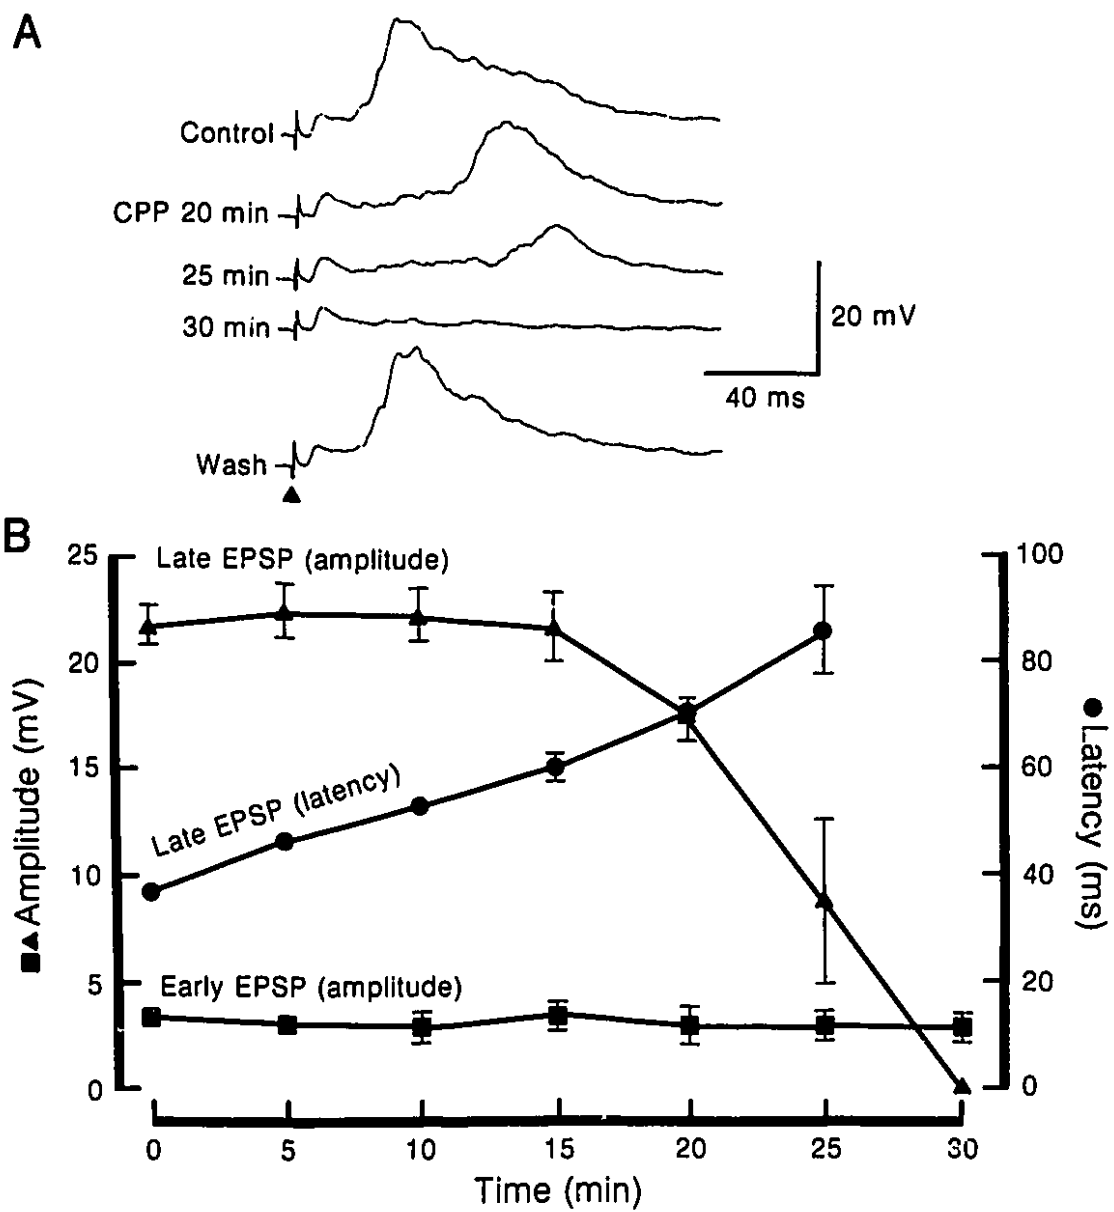 A
Control
CPP 20 min
25 min
30 min
20 mV
40 ms
Wash
B
Late EPSP (amplitude)
Late EPSP (latency)
Early EPSP (amplitude)
25
20
15
10
5
0
■▲Amplitude (mV)
100
80
60
40
20
0
●Latency (ms)
0 5 10 15 20 25 30
Time (min)